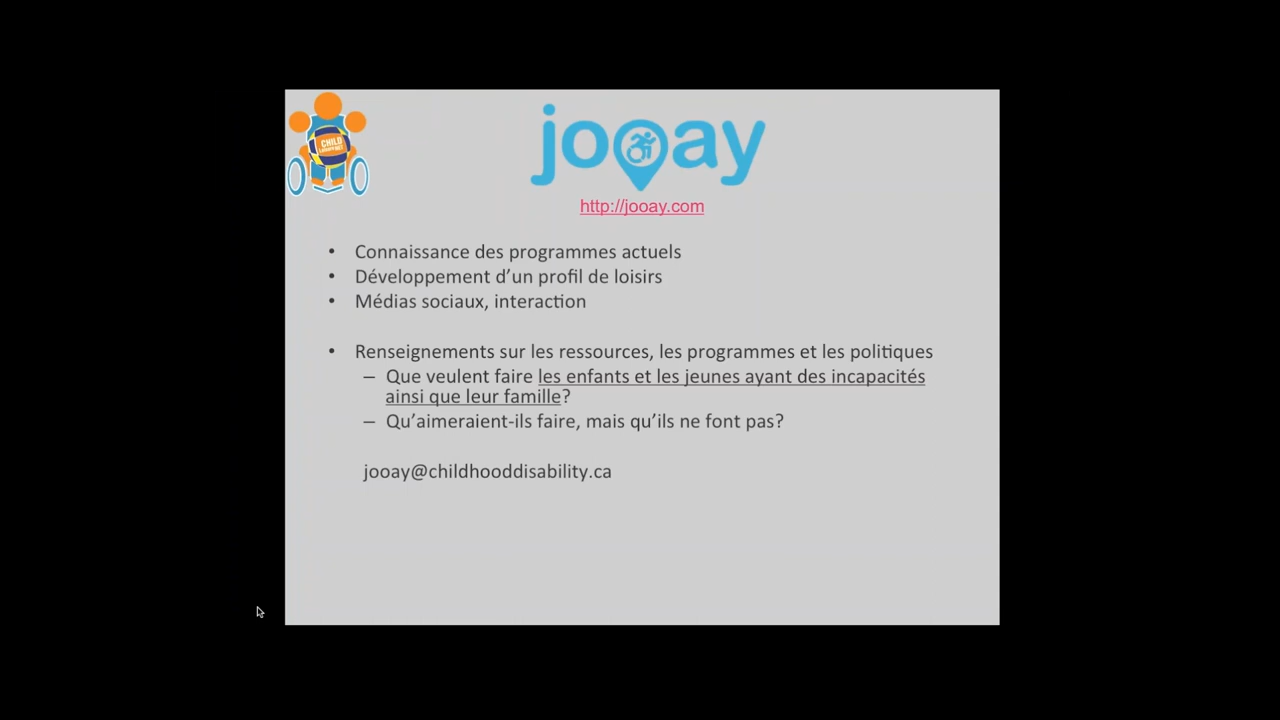 CHILD
jooay
http://jooay.com
• Connaissance des programmes actuels
• Développement d’un profil de loisirs
• Médias sociaux, interaction
• Renseignements sur les ressources, les programmes et les politiques
– Que veulent faire les enfants et les jeunes ayant des incapacités
ainsi que leur famille?
– Qu’aimeraient-ils faire, mais qu’ils ne font pas?
jooay@childhooddisability.ca